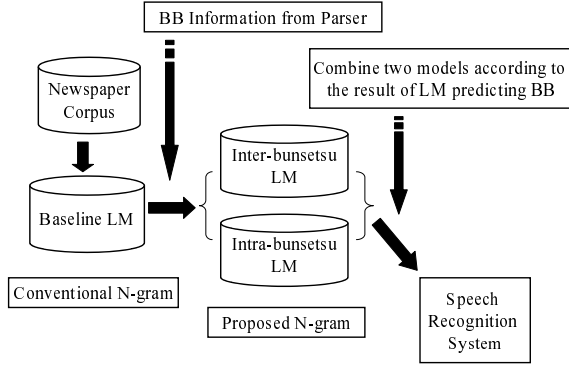 BB Information from Parser
Combine two models according to
the result of LM predicting BB
Newspaper
Corpus
Inter-bunsetsu
LM
Baseline LM
Intra-bunsetsu
LM
Conventional N-gram
Proposed N-gram
Speech
Recognition
System